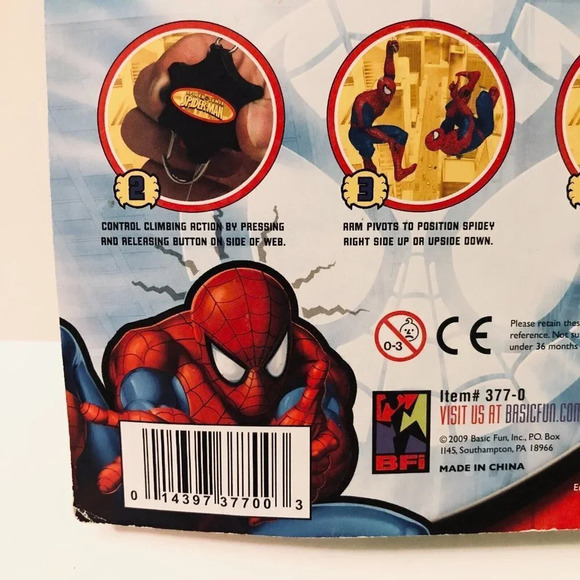 SPIDER-MAN
2
3
CONTROL CLIMBING ACTION BY PRESSING
AND RELEASING BUTTON ON SIDE OF WEB.
ARM PIVOTS TO POSITION SPIDEY
RIGHT SIDE UP OR UPSIDE DOWN.
0-3
CE
Please retain these
reference. Not su
under 36 months
BFi
Item# 377-0
VISIT US AT BASICFUN.COM
© 2009 Basic Fun, Inc., P.O. Box
1145, Southampton, PA 18966
MADE IN CHINA
0 14397 37700 3